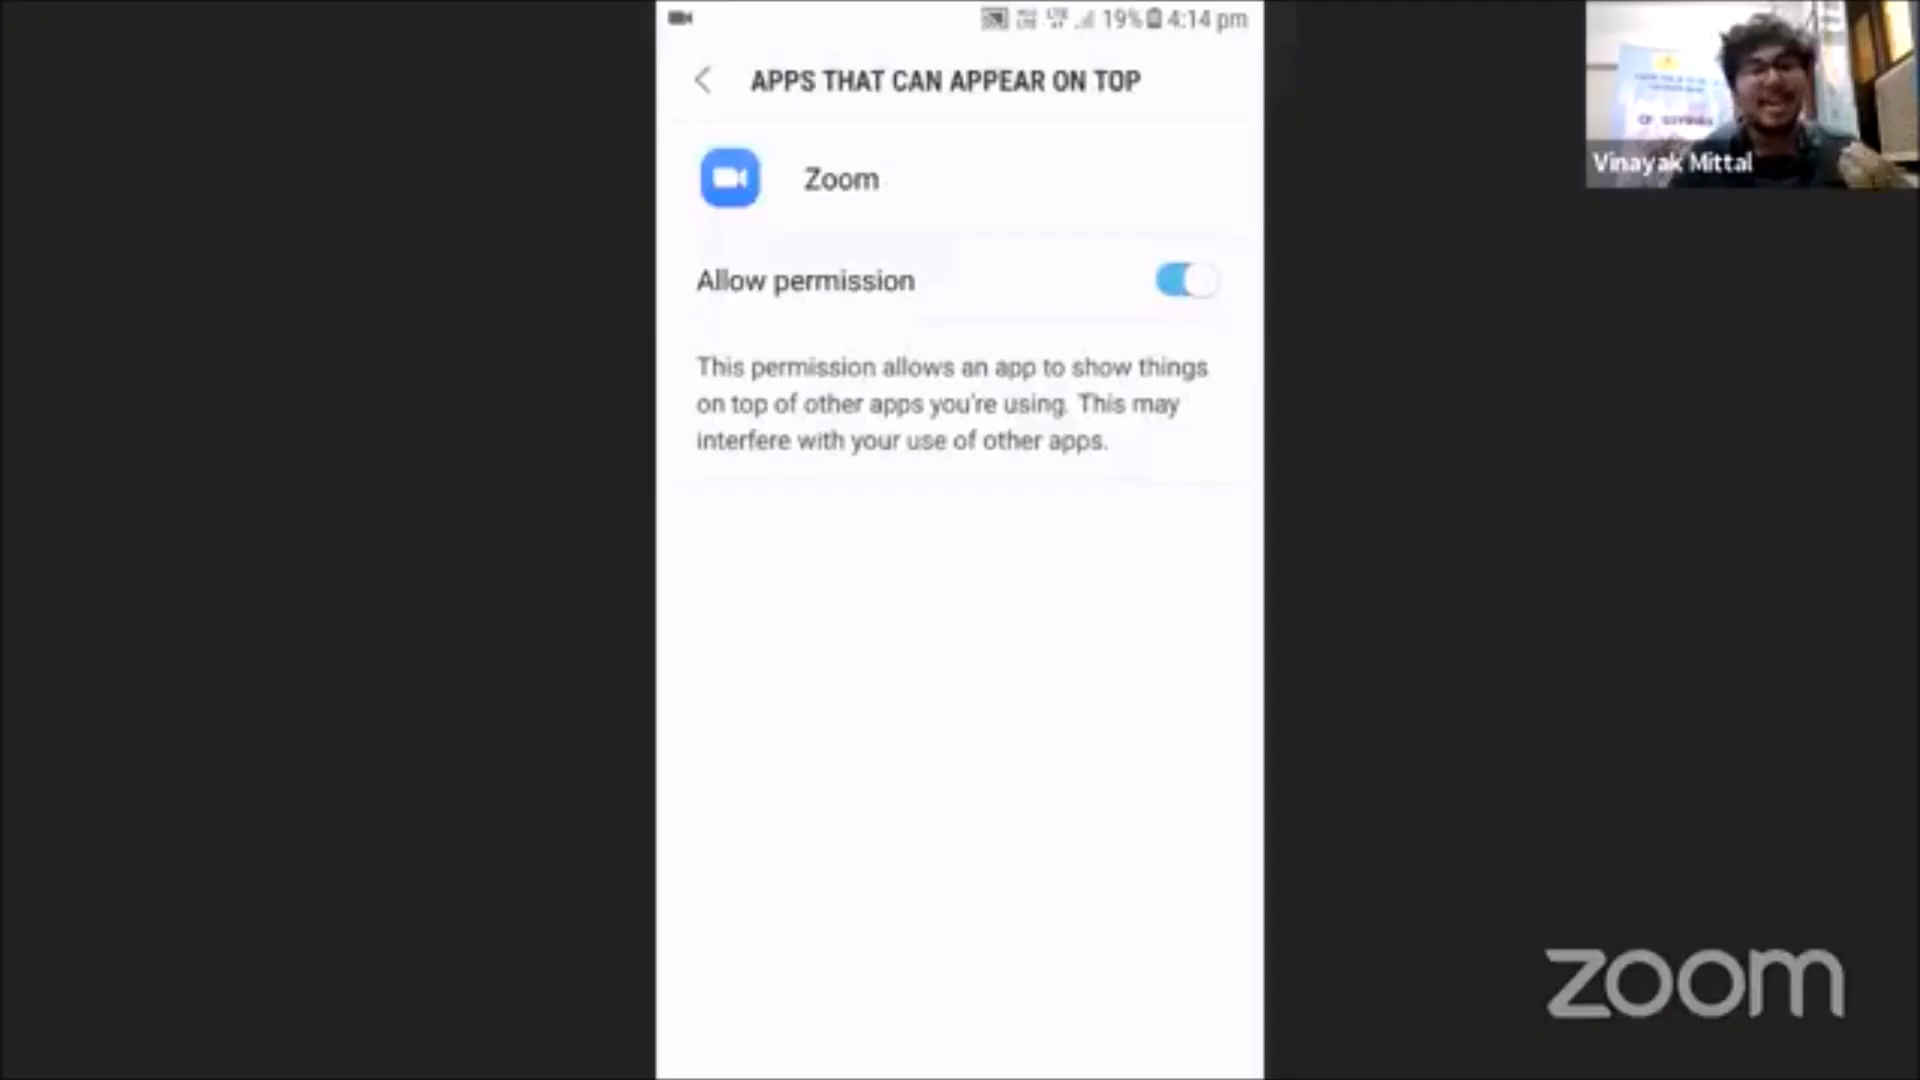 19% 4:14 pm
APPS THAT CAN APPEAR ON TOP
Zoom
Allow permission
This permission allows an app to show things
on top of other apps you're using. This may
interfere with your use of other apps.
Vinayak Mittal
zoom